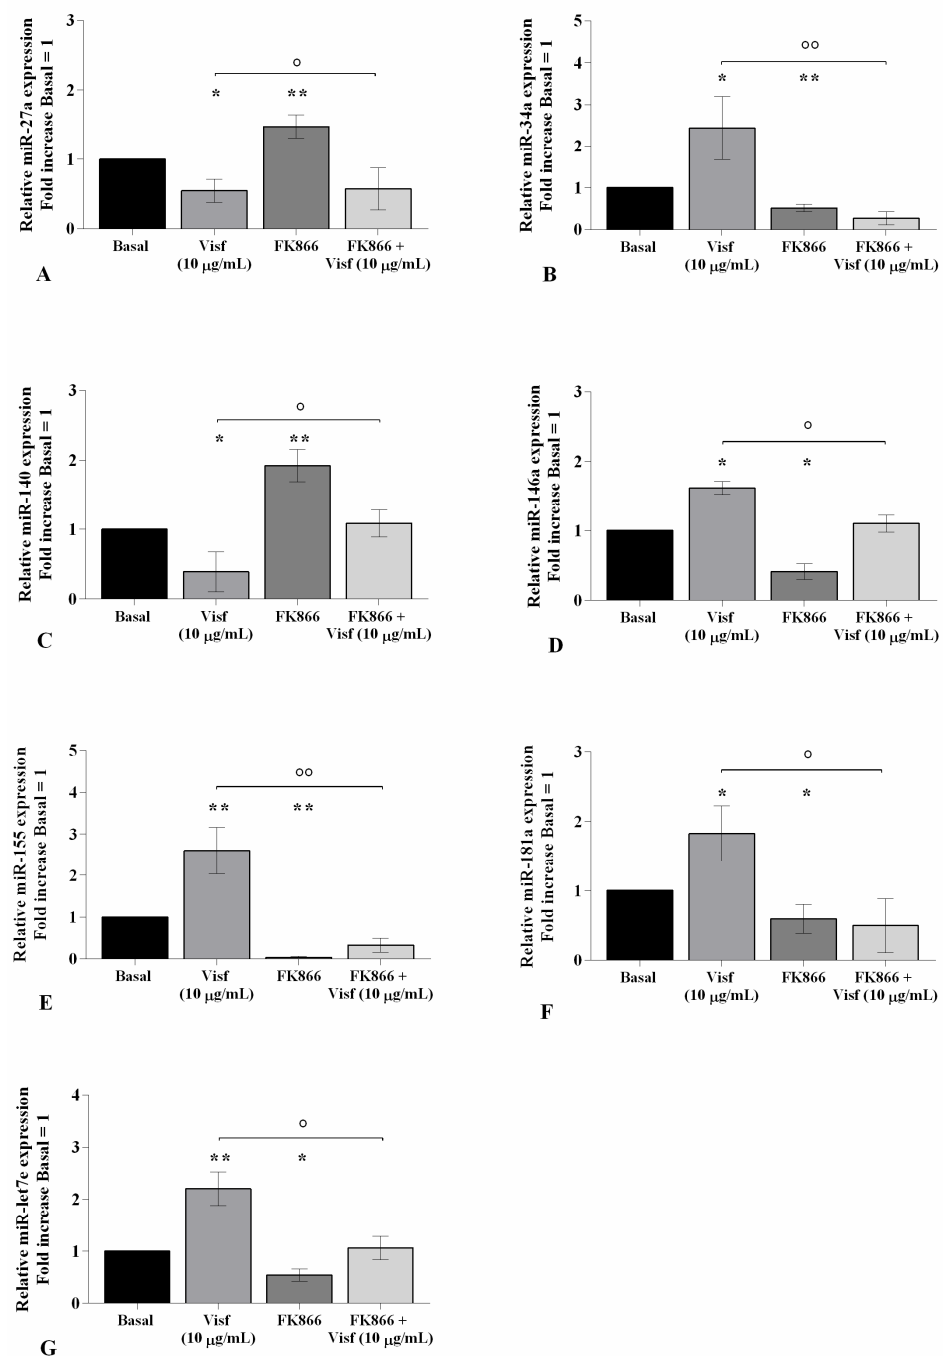 Relative miR-27a expression
Fold increase Basal = 1
3
2
1
0
° 
* **
Basal Visf FK866 FK866 +
(10 µg/mL) Visf (10 µg/mL)
A
Relative miR-34a expression
Fold increase Basal = 1
5
4
3
2
1
0
°°
* **
Basal Visf FK866 FK866 +
(10 µg/mL) Visf (10 µg/mL)
B
Relative miR-140 expression
Fold increase Basal = 1
3
2
1
0
°
* **
Basal Visf FK866 FK866 +
(10 µg/mL) Visf (10 µg/mL)
C
Relative miR-146a expression
Fold increase Basal = 1
3
2
1
0
°
* *
Basal Visf FK866 FK866 +
(10 µg/mL) Visf (10 µg/mL)
D
Relative miR-155 expression
Fold increase Basal = 1
5
4
3
2
1
0
°°
** **
Basal Visf FK866 FK866 +
(10 µg/mL) Visf (10 µg/mL)
E
Relative miR-181a expression
Fold increase Basal = 1
3
2
1
0
°
* *
Basal Visf FK866 FK866 +
(10 µg/mL) Visf (10 µg/mL)
F
Relative miR-let7e expression
Fold increase Basal = 1
4
3
2
1
0
°
** *
Basal Visf FK866 FK866 +
(10 µg/mL) Visf (10 µg/mL)
G